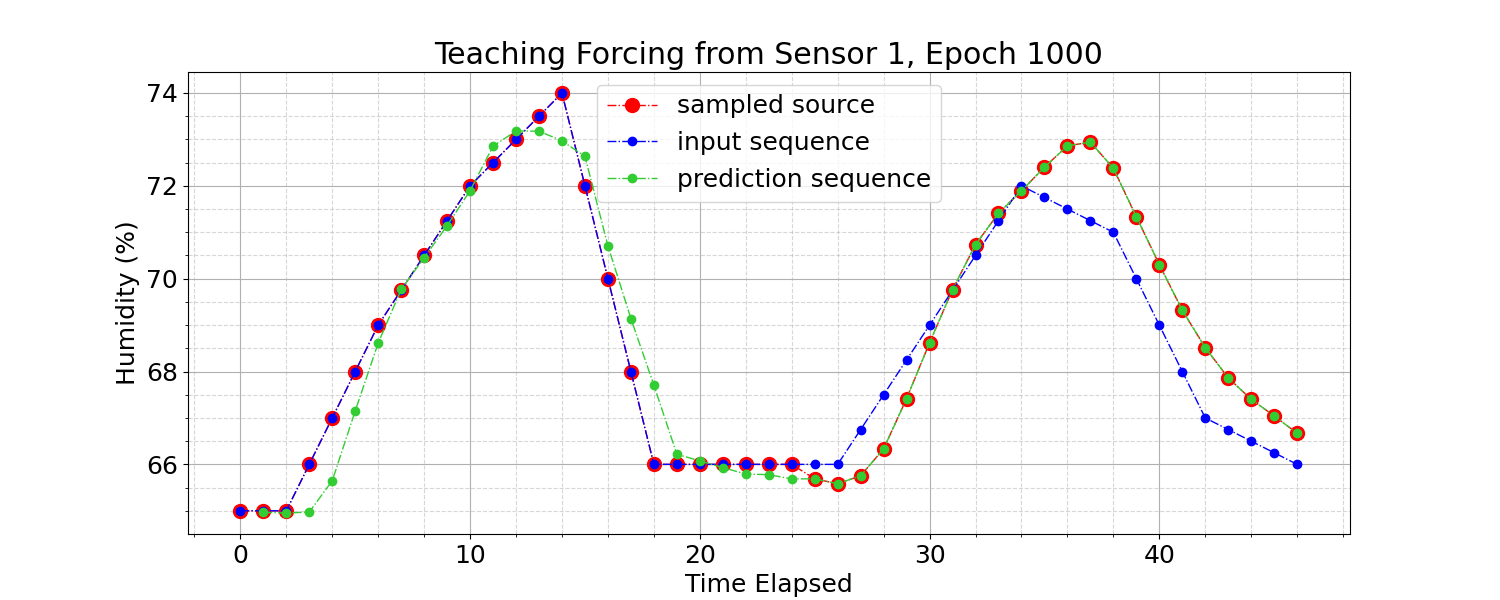 Teaching Forcing from Sensor 1, Epoch 1000
74
72
70
68
66
Humidity (%)
sampled source
input sequence
prediction sequence
0
10
20
30
40
Time Elapsed